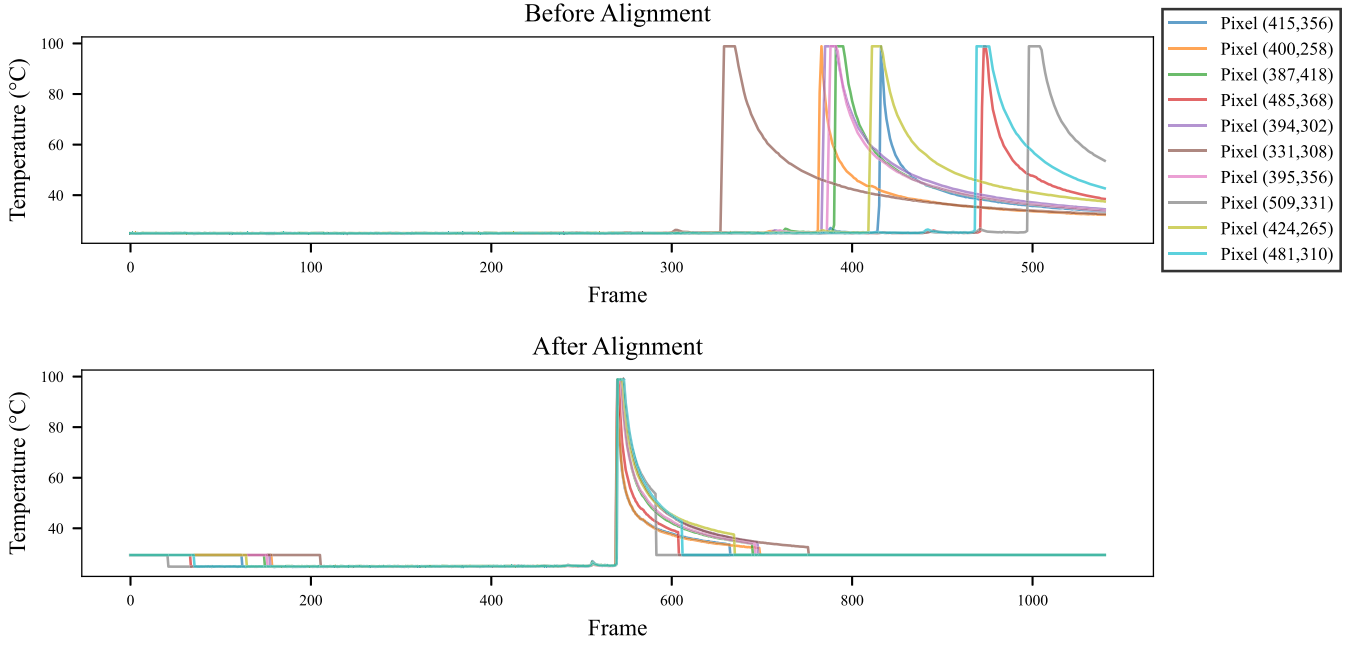 Before Alignment
Temperature (°C)
100
80
60
40
0
100
200
300
400
500
Frame
Pixel (415,356)
Pixel (400,258)
Pixel (387,418)
Pixel (485,368)
Pixel (394,302)
Pixel (331,308)
Pixel (395,356)
Pixel (509,331)
Pixel (424,265)
Pixel (481,310)
After Alignment
Temperature (°C)
100
80
60
40
0
200
400
600
800
1000
Frame